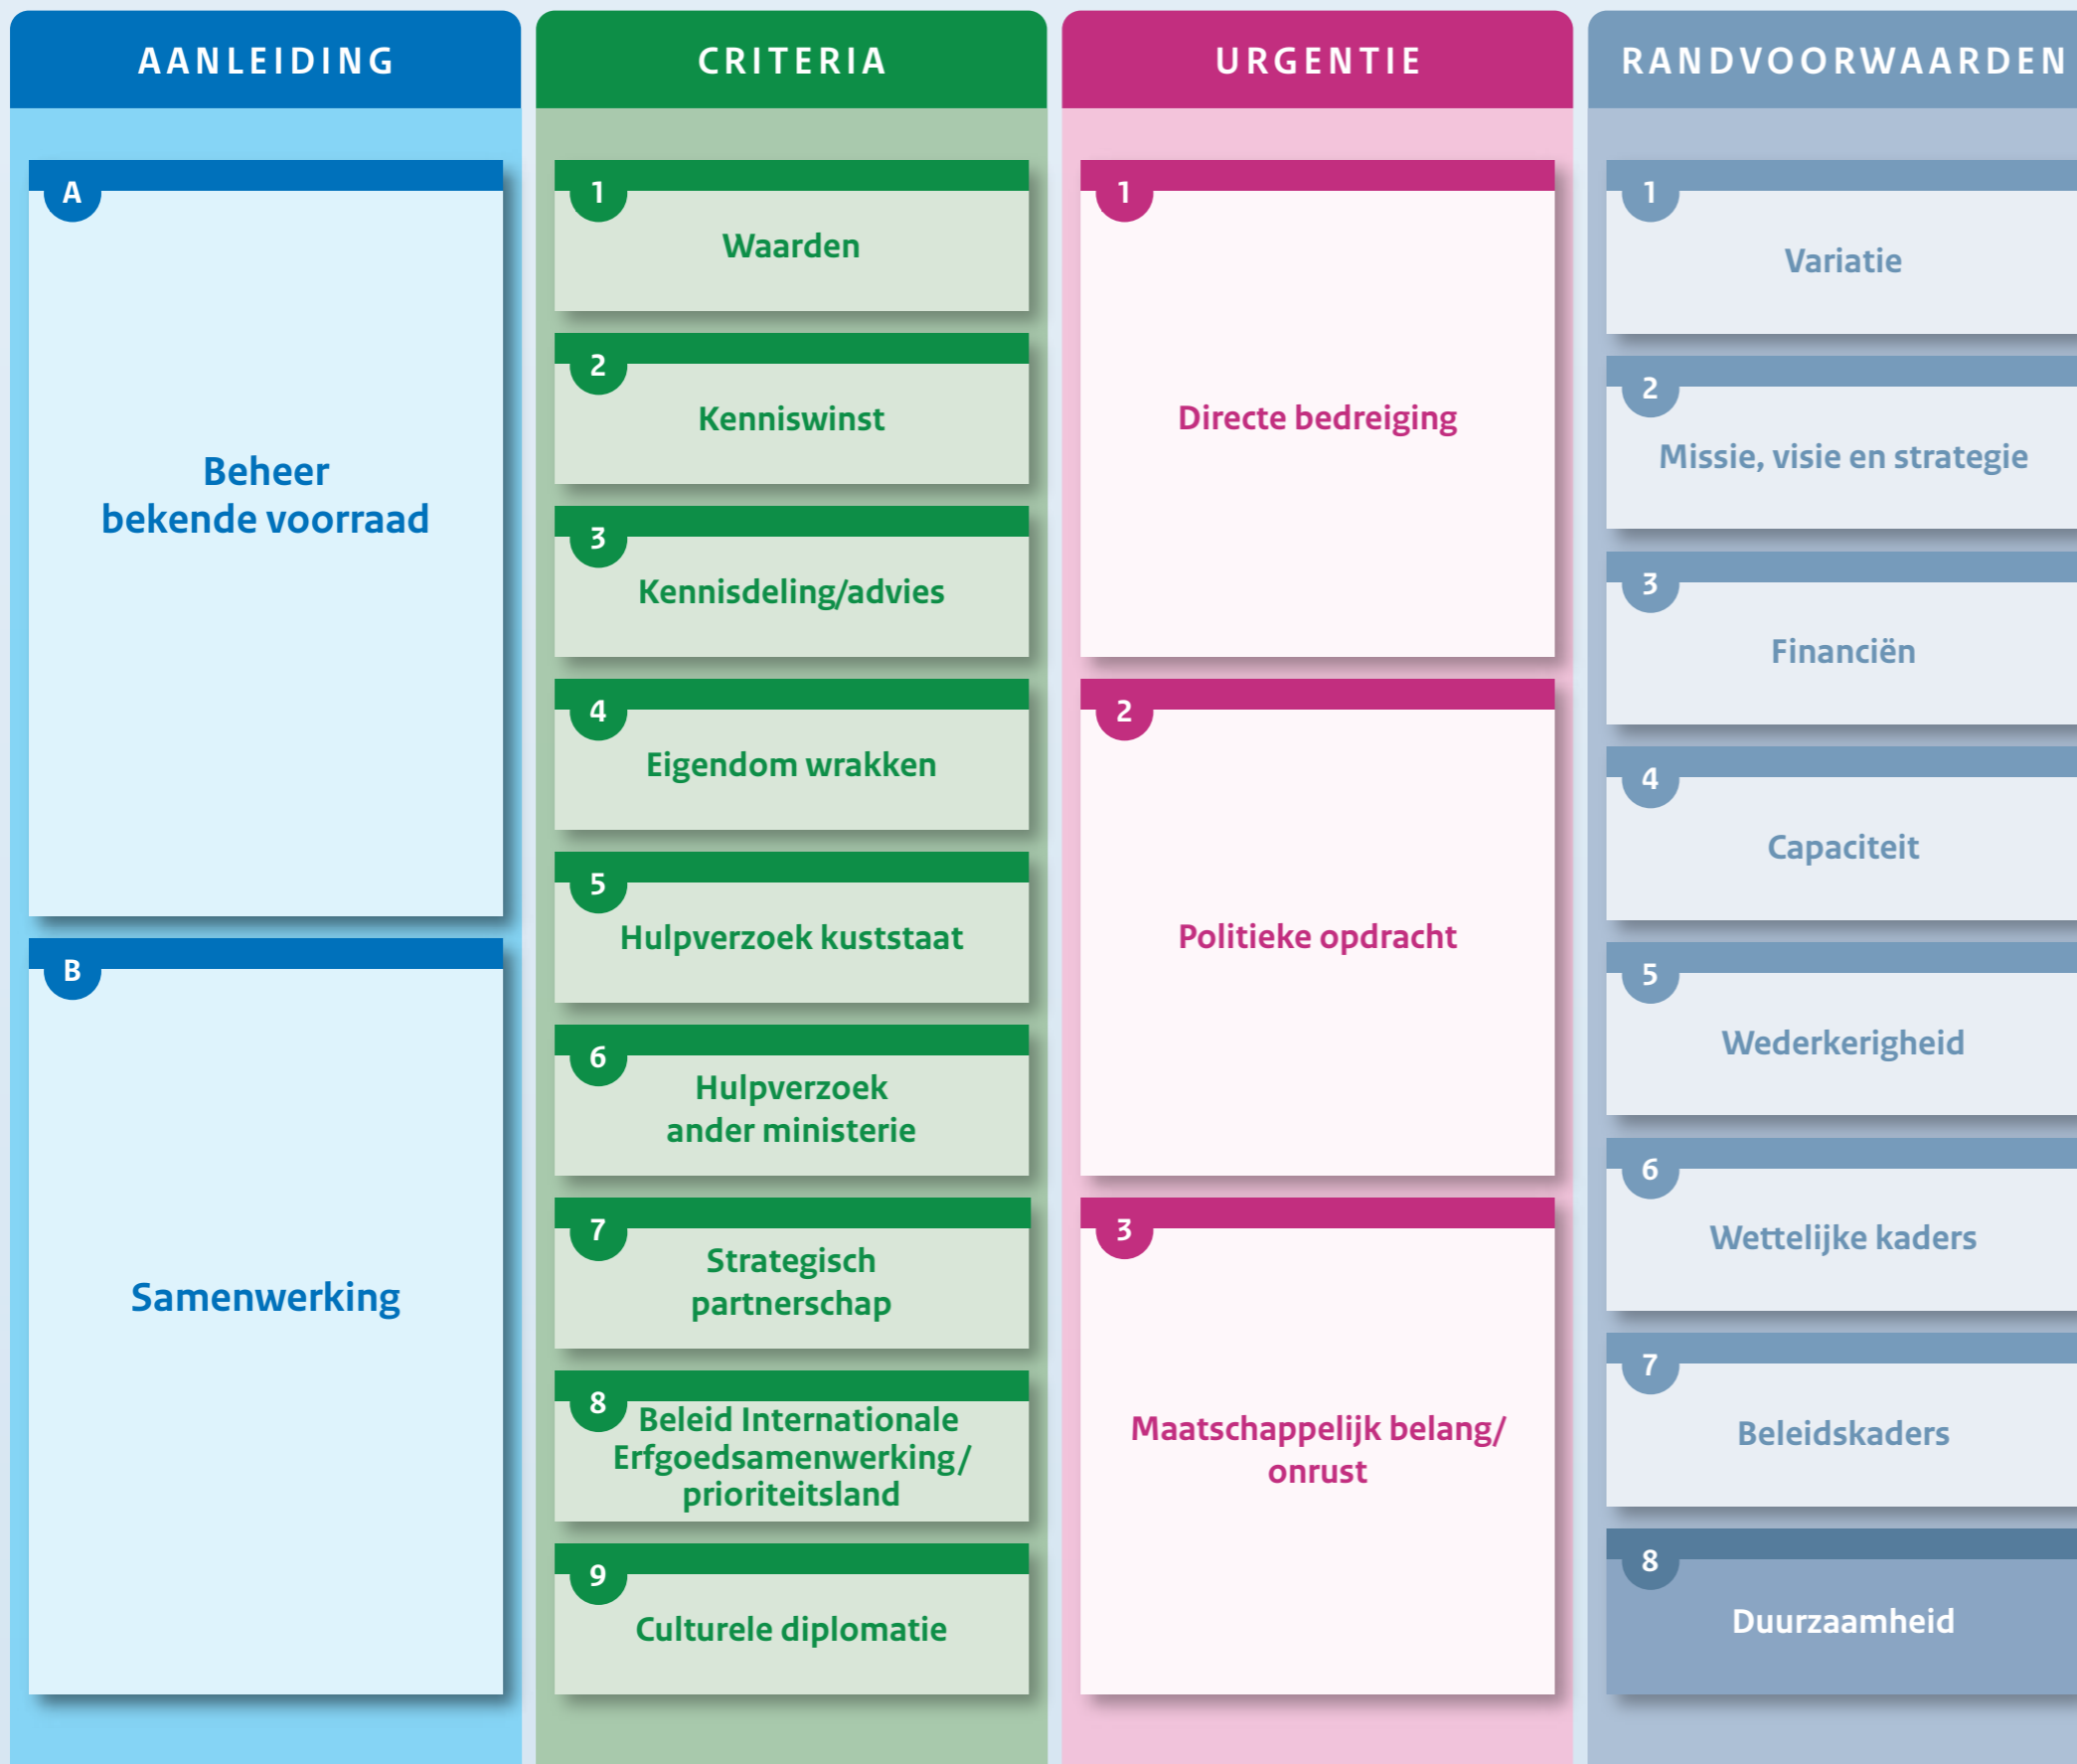 AANLEIDING
A
Beheer
bekende voorraad
B
Samenwerking
CRITERIA
1
Waarden
2
Kenniswinst
3
Kennisdeling/advies
4
Eigendom wrakken
5
Hulpverzoek kuststaat
6
Hulpverzoek
ander ministerie
7
Strategisch
partnerschap
8
Beleid Internationale
Erfgoedsamenwerking/
prioriteitsland
9
Culturele diplomatie
URGENTIE
1
Directe bedreiging
2
Politieke opdracht
3
Maatschappelijk belang/
onrust
RANDVOORWAARDEN
1
Variatie
2
Missie, visie en strategie
3
Financiën
4
Capaciteit
5
Wederkerigheid
6
Wettelijke kaders
7
Beleidskaders
8
Duurzaamheid